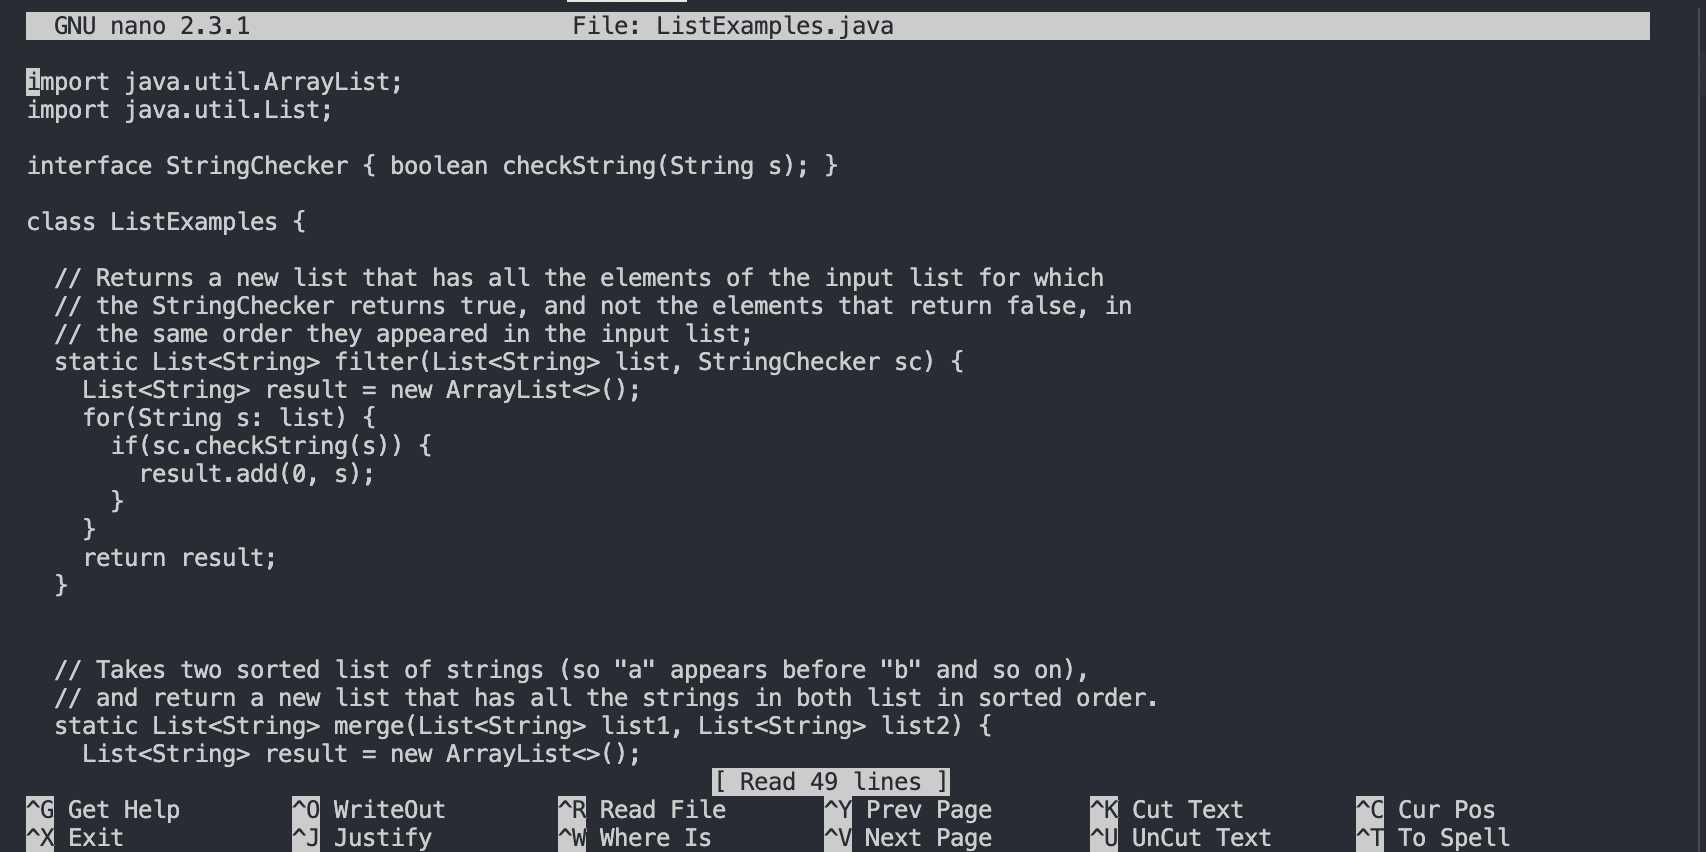 GNU nano 2.3.1 File: ListExamples.java
import java.util.ArrayList;
import java.util.List;
interface StringChecker { boolean checkString(String s); }
class ListExamples {
  // Returns a new list that has all the elements of the input list for which
  // the StringChecker returns true, and not the elements that return false, in
  // the same order they appeared in the input list;
  static List<String> filter(List<String> list, StringChecker sc) {
    List<String> result = new ArrayList<>();
    for(String s: list) {
      if(sc.checkString(s)) {
        result.add(0, s);
      }
    }
    return result;
  }
  // Takes two sorted list of strings (so "a" appears before "b" and so on),
  // and return a new list that has all the strings in both list in sorted order.
  static List<String> merge(List<String> list1, List<String> list2) {
    List<String> result = new ArrayList<>();
[ Read 49 lines ]
^G Get Help ^O WriteOut ^R Read File ^Y Prev Page ^K Cut Text ^C Cur Pos
^X Exit ^J Justify ^W Where Is ^V Next Page ^U UnCut Text ^T To Spell